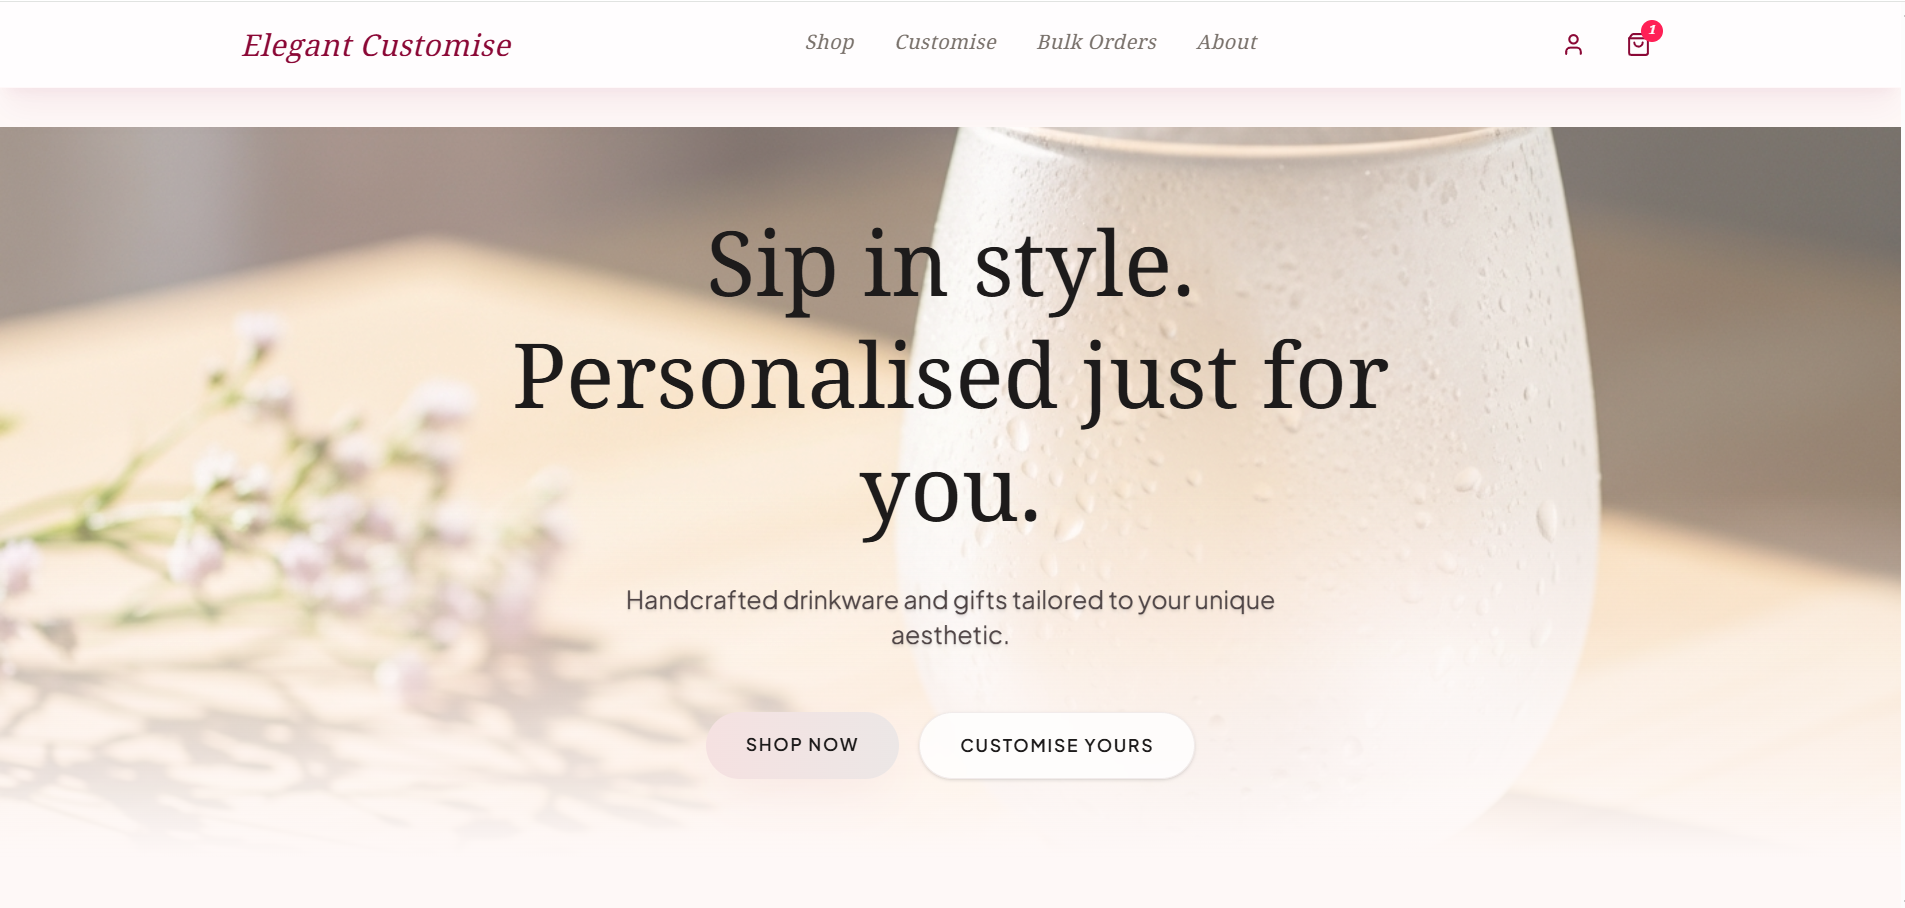 Elegant Customise
Shop
Customise
Bulk Orders
About
1
Sip in style.
Personalised just for
you.
Handcrafted drinkware and gifts tailored to your unique
aesthetic.
SHOP NOW
CUSTOMISE YOURS